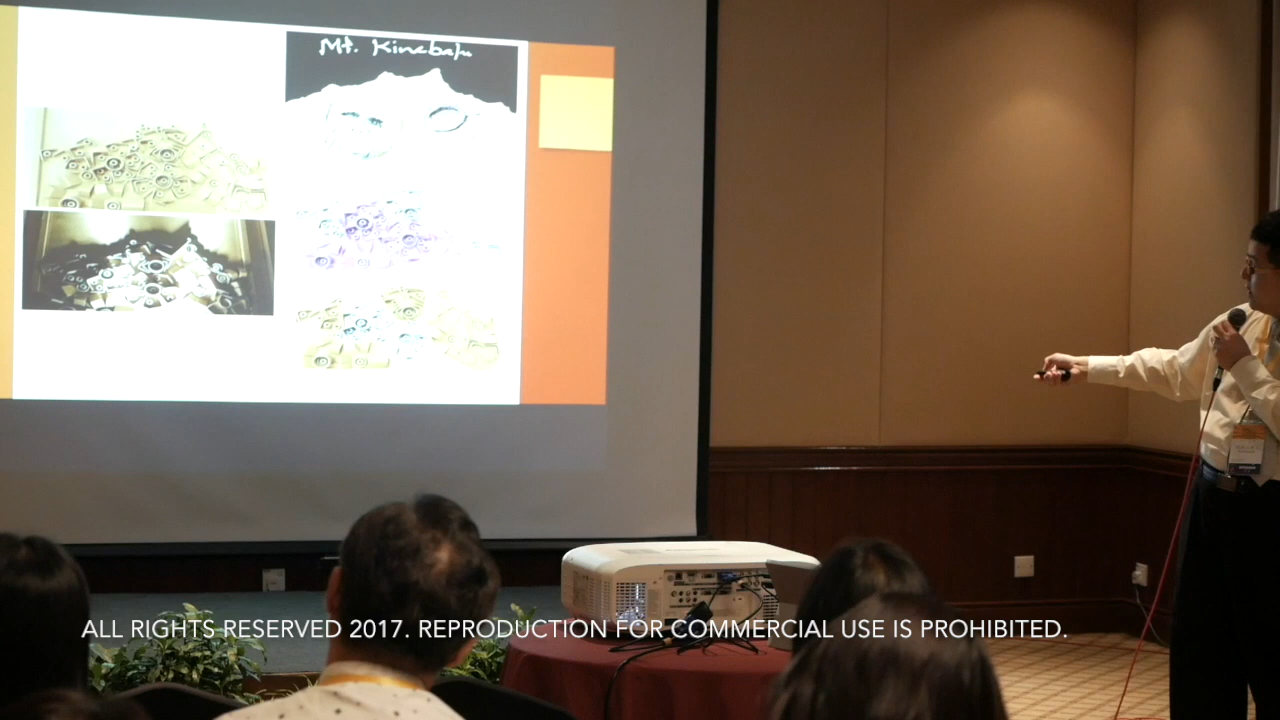 Mt. Kinabalu
ALL RIGHTS RESERVED 2017. REPRODUCTION FOR COMMERCIAL USE IS PROHIBITED.